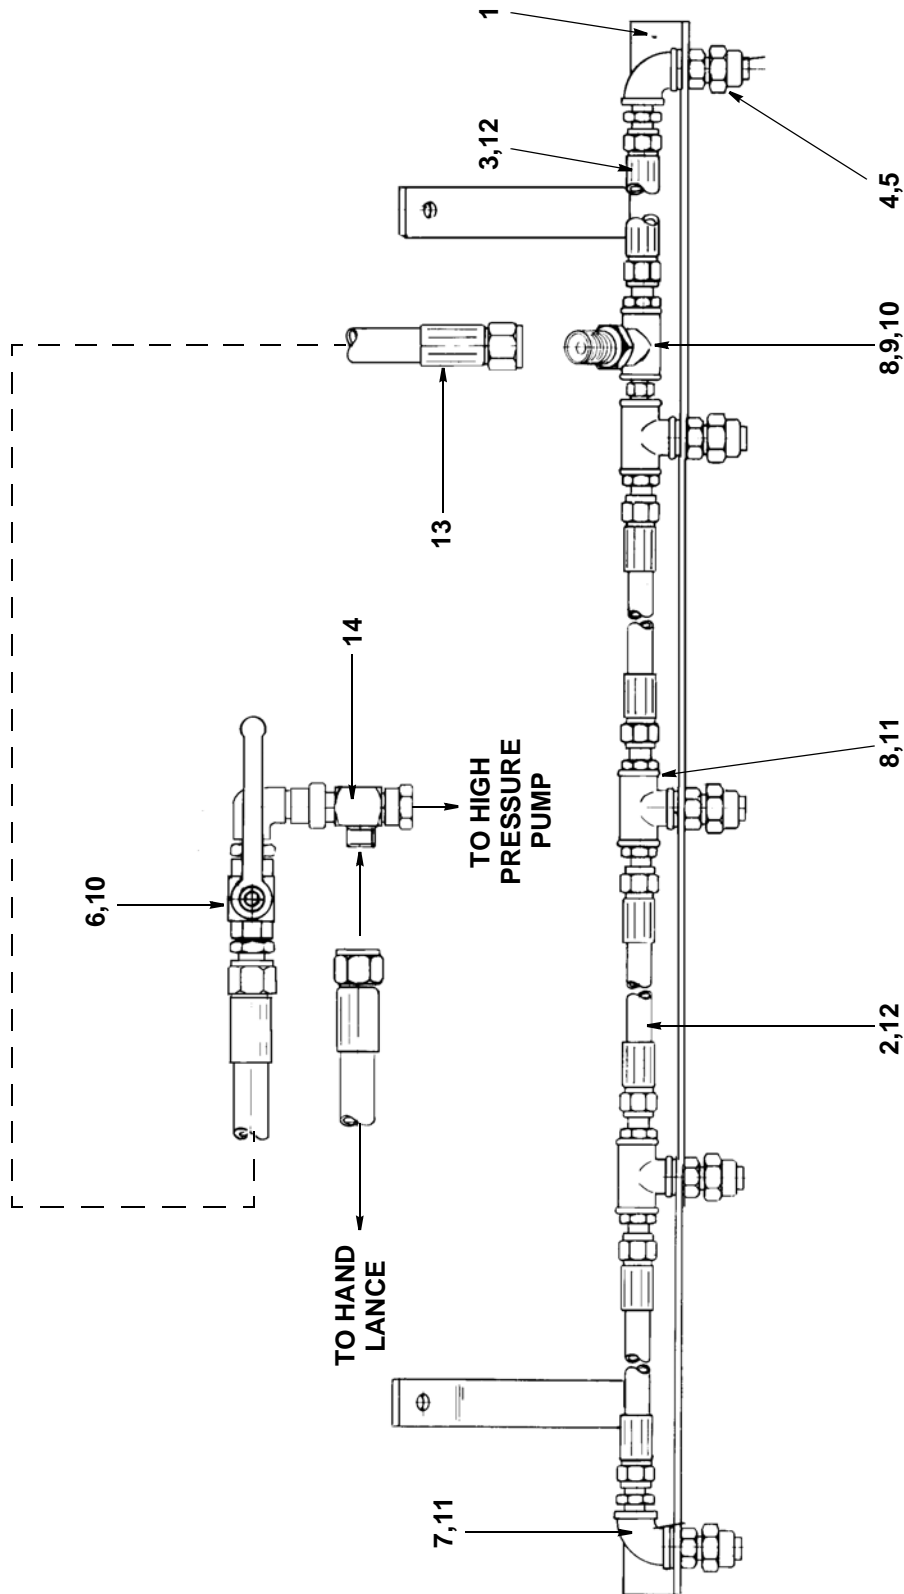 1
3,12
4,5
8,9,10
13
14
8,11
TO HIGH
PRESSURE
PUMP
6,10
2,12
TO HAND
LANCE
7,11